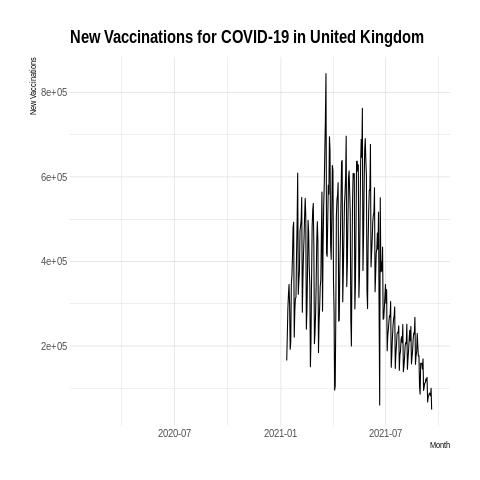 New Vaccinations for COVID-19 in United Kingdom
New Vaccinations
8e+05
6e+05
4e+05
2e+05
2020-07
2021-01
2021-07
Month